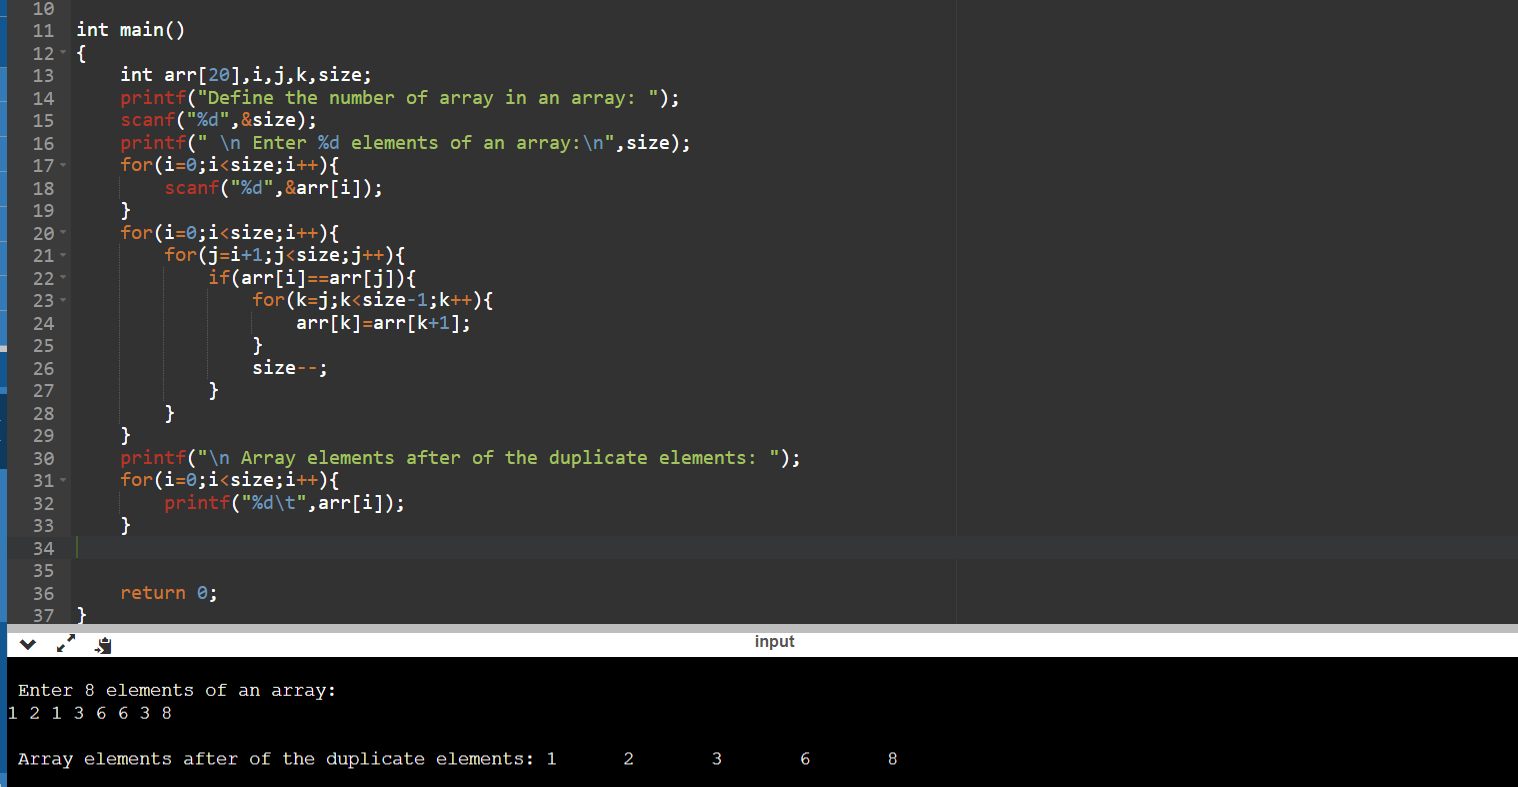 10
11 int main()
12 {
13 int arr[20],i,j,k,size;
14 printf("Define the number of array in an array: ");
15 scanf("%d",&size);
16 printf(" \n Enter %d elements of an array:\n",size);
17 for(i=0;i<size;i++){
18 scanf("%d",&arr[i]);
19 }
20 for(i=0;i<size;i++){
21 for(j=i+1;j<size;j++){
22 if(arr[i]==arr[j]){
23 for(k=j;k<size-1;k++){
24 arr[k]=arr[k+1];
25 }
26 size--;
27 }
28 }
29 }
30 printf("\n Array elements after of the duplicate elements: ");
31 for(i=0;i<size;i++){
32 printf("%d\t",arr[i]);
33 }
34
35
36 return 0;
37 }
input
Enter 8 elements of an array:
1 2 1 3 6 6 3 8
Array elements after of the duplicate elements: 1 2 3 6 8